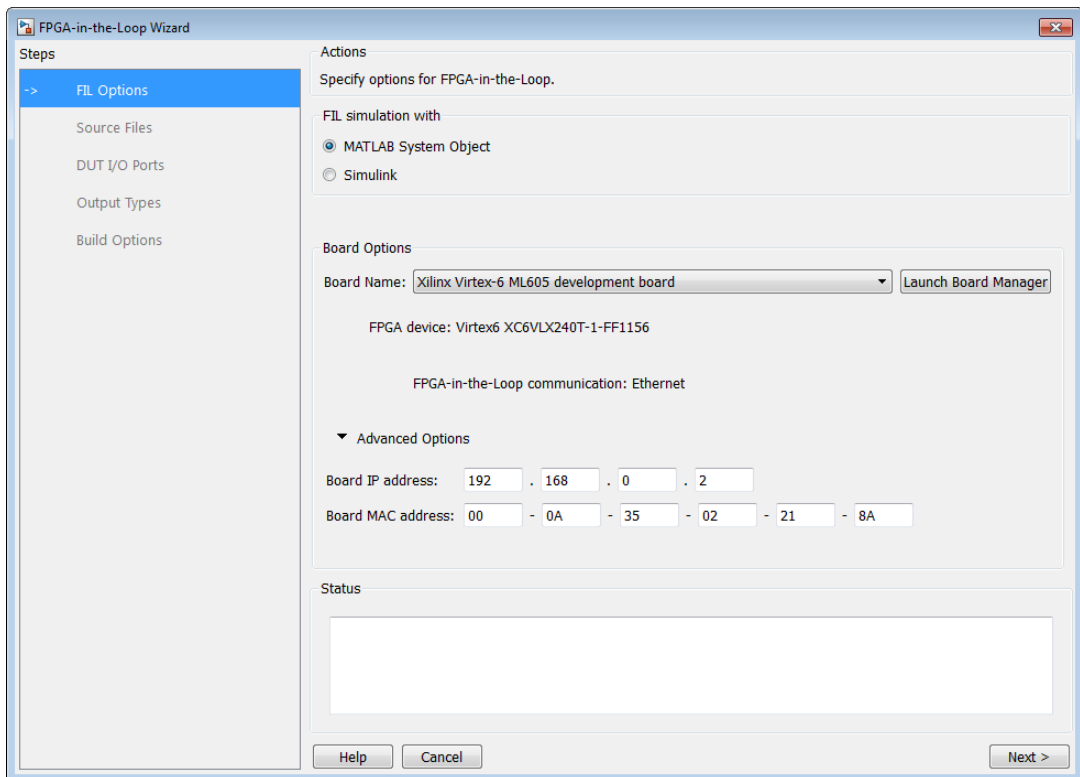 FPGA-in-the-Loop Wizard
Steps
-> FIL Options
Source Files
DUT I/O Ports
Output Types
Build Options
Actions
Specify options for FPGA-in-the-Loop.
FIL simulation with
MATLAB System Object
Simulink
Board Options
Board Name: Xilinx Virtex-6 ML605 development board Launch Board Manager
FPGA device: Virtex6 XC6VLX240T-1-FF1156
FPGA-in-the-Loop communication: Ethernet
Advanced Options
Board IP address: 192 . 168 . 0 . 2
Board MAC address: 00 - 0A - 35 - 02 - 21 - 8A
Status
Help Cancel Next >